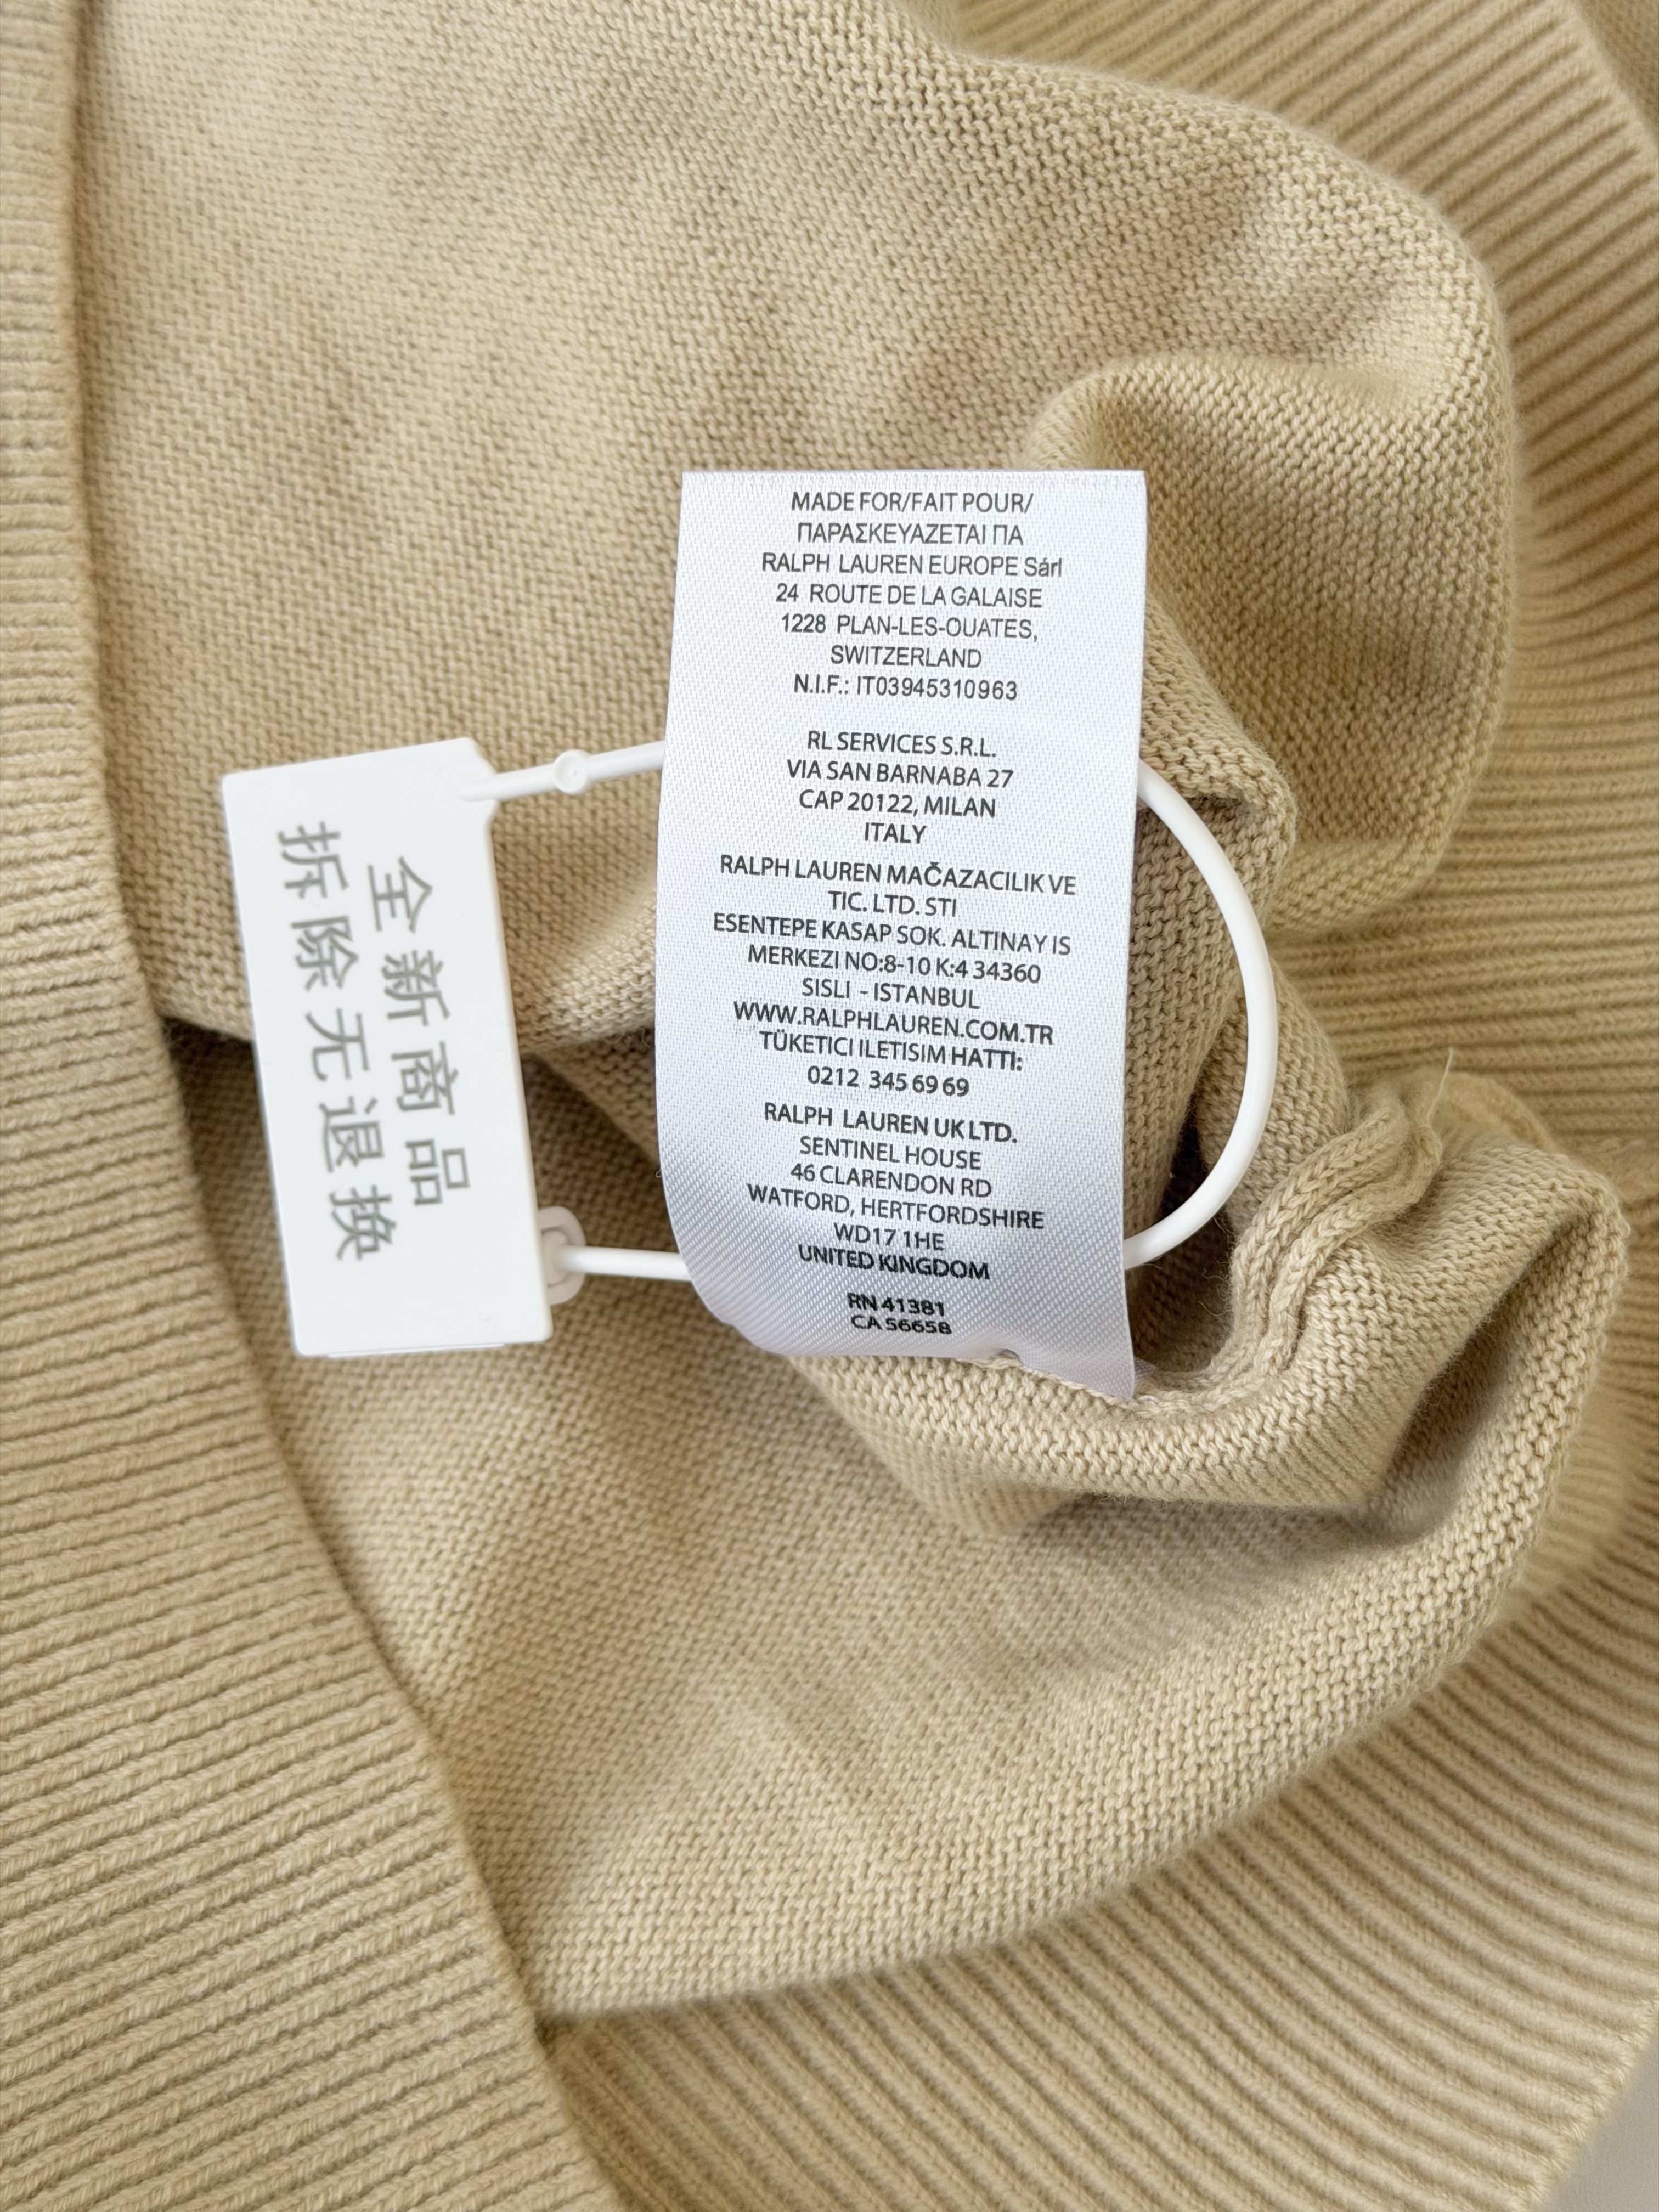 MADE FOR/FAIT POUR/
ΠΑΡΑΣΚΕΥΑΖΕΤΑΙ ΠΑ
RALPH LAUREN EUROPE Sárl
24 ROUTE DE LA GALAISE
1228 PLAN-LES-OUATES,
SWITZERLAND
N.I.F.: IT03945310963
RL SERVICES S.R.L.
VIA SAN BARNABA 27
CAP 20122, MILAN
ITALY
RALPH LAUREN MAČAZACILIK VE
TIC. LTD. STI
ESENTEPE KASAP SOK. ALTINAY IS
MERKEZI NO:8-10 K:4 34360
SISLI - ISTANBUL
WWW.RALPHLAUREN.COM.TR
TÜKETICI ILETISIM HATTI:
0212 345 69 69
RALPH LAUREN UK LTD.
SENTINEL HOUSE
46 CLARENDON RD
WATFORD, HERTFORDSHIRE
WD17 1HE
UNITED KINGDOM
RN 41381
CA 56658
全新商品
拆除无退换